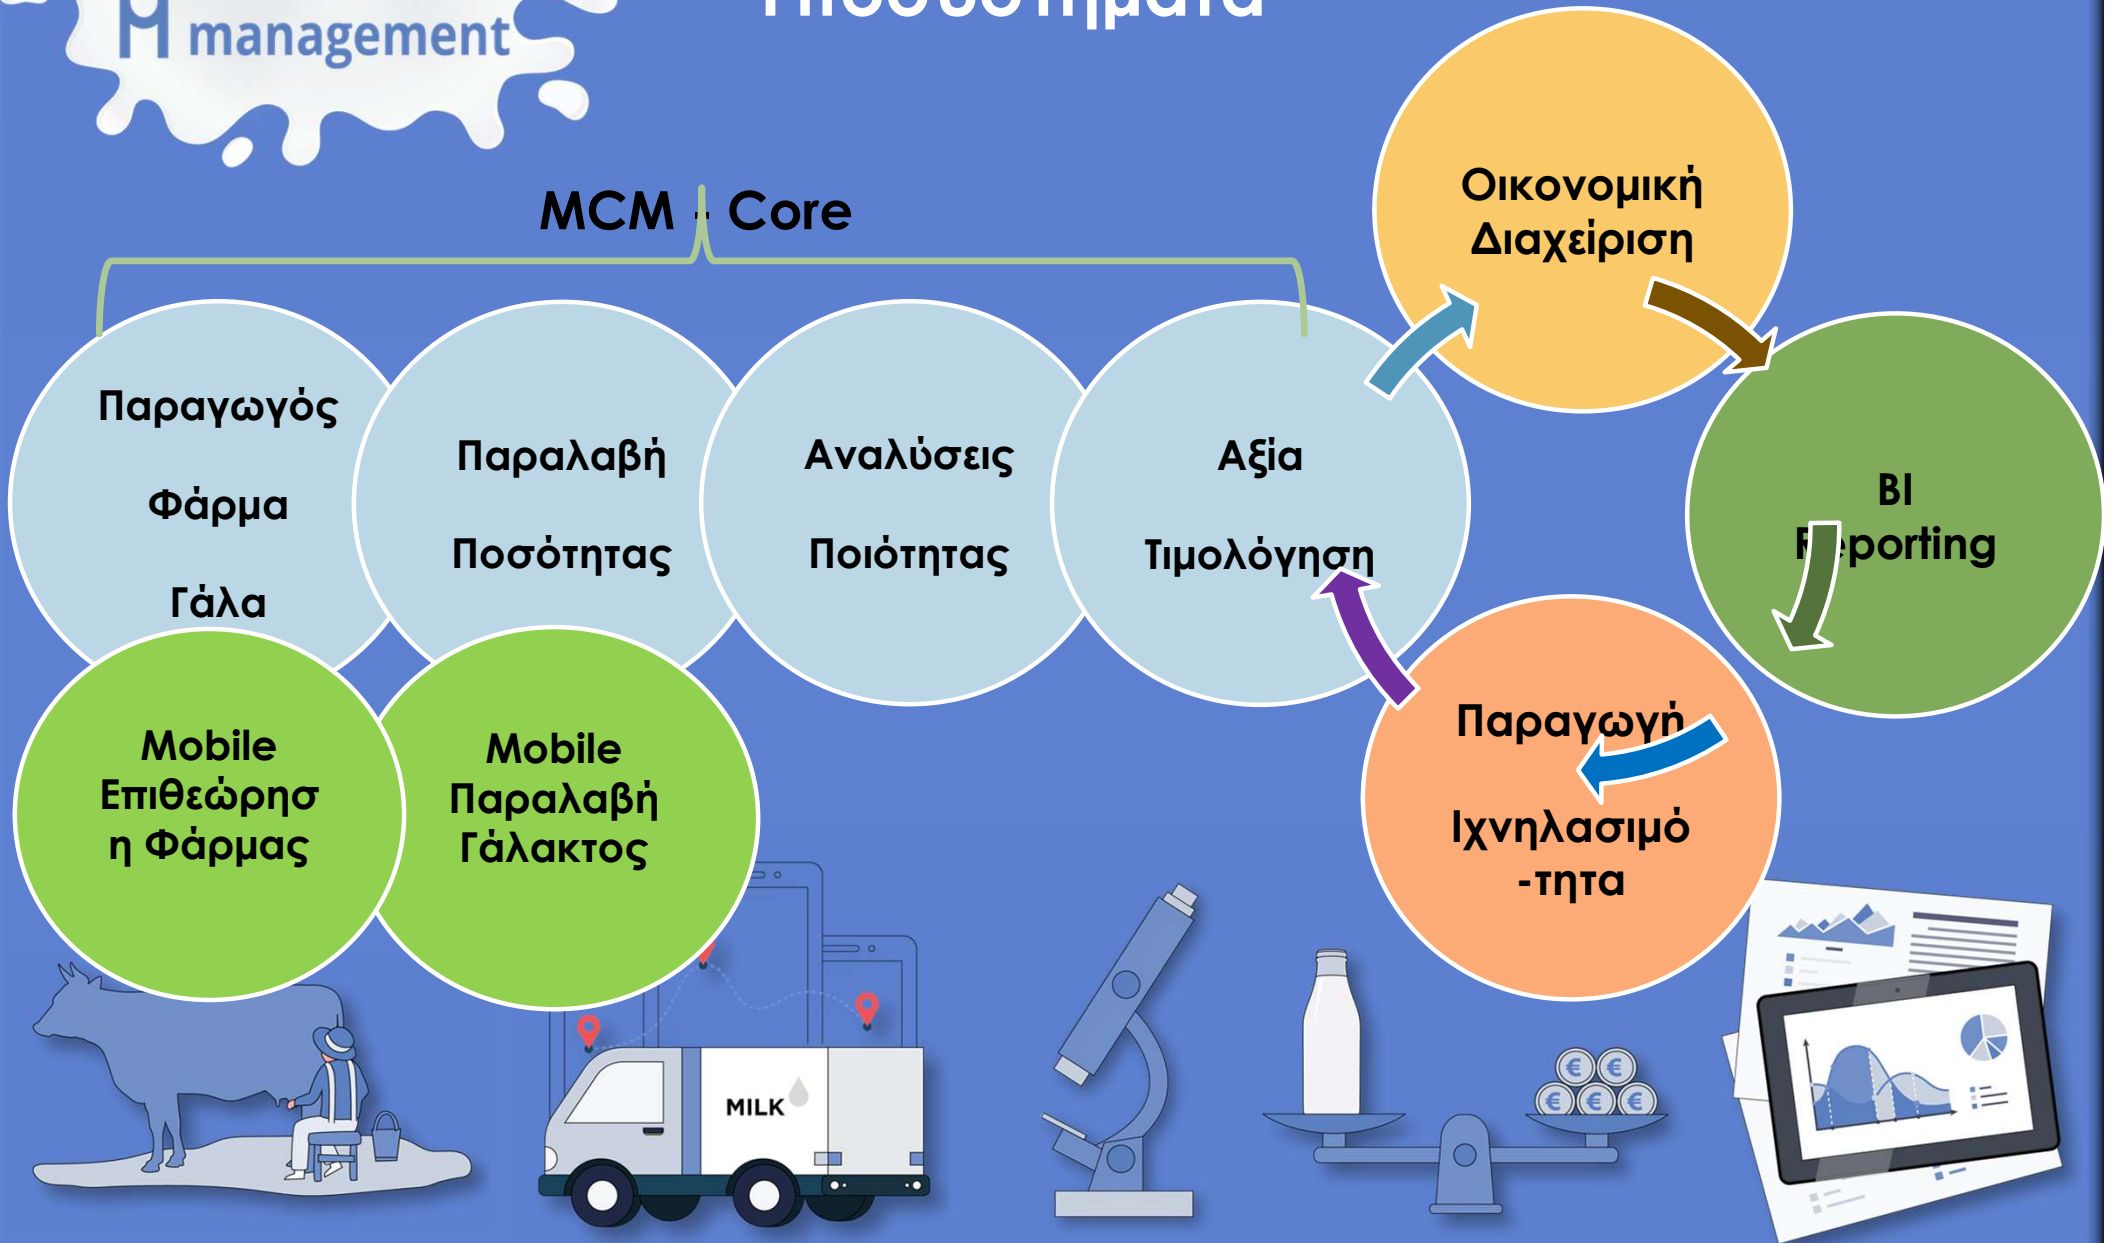 management
MCM - Core
Οικονομική
Διαχείριση
Παραγωγός
Φάρμα
Γάλα
Παραλαβή
Ποσότητας
Αναλύσεις
Ποιότητας
Αξία
Τιμολόγηση
BI
Reporting
Mobile
Επιθεώρησ
η Φάρμας
Mobile
Παραλαβή
Γάλακτος
Παραγωγή
Ιχνηλασιμό
-τητα
MILK
€ €
€ € €